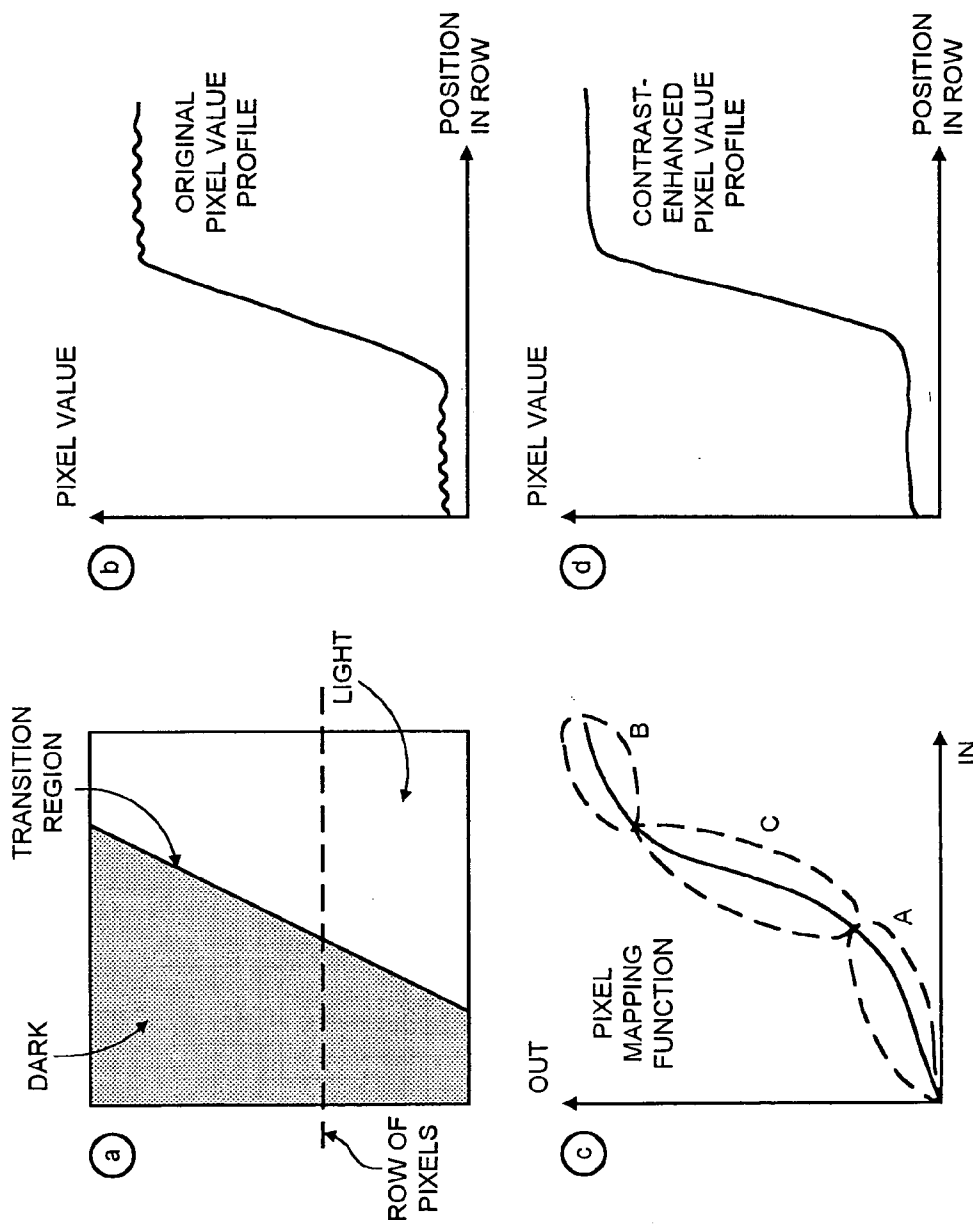 a
DARK
TRANSITION
REGION
ROW OF
PIXELS
LIGHT
b
PIXEL VALUE
ORIGINAL
PIXEL VALUE
PROFILE
POSITION
IN ROW
c
OUT
PIXEL
MAPPING
FUNCTION
A
C
B
IN
d
PIXEL VALUE
CONTRAST-
ENHANCED
PIXEL VALUE
PROFILE
POSITION
IN ROW